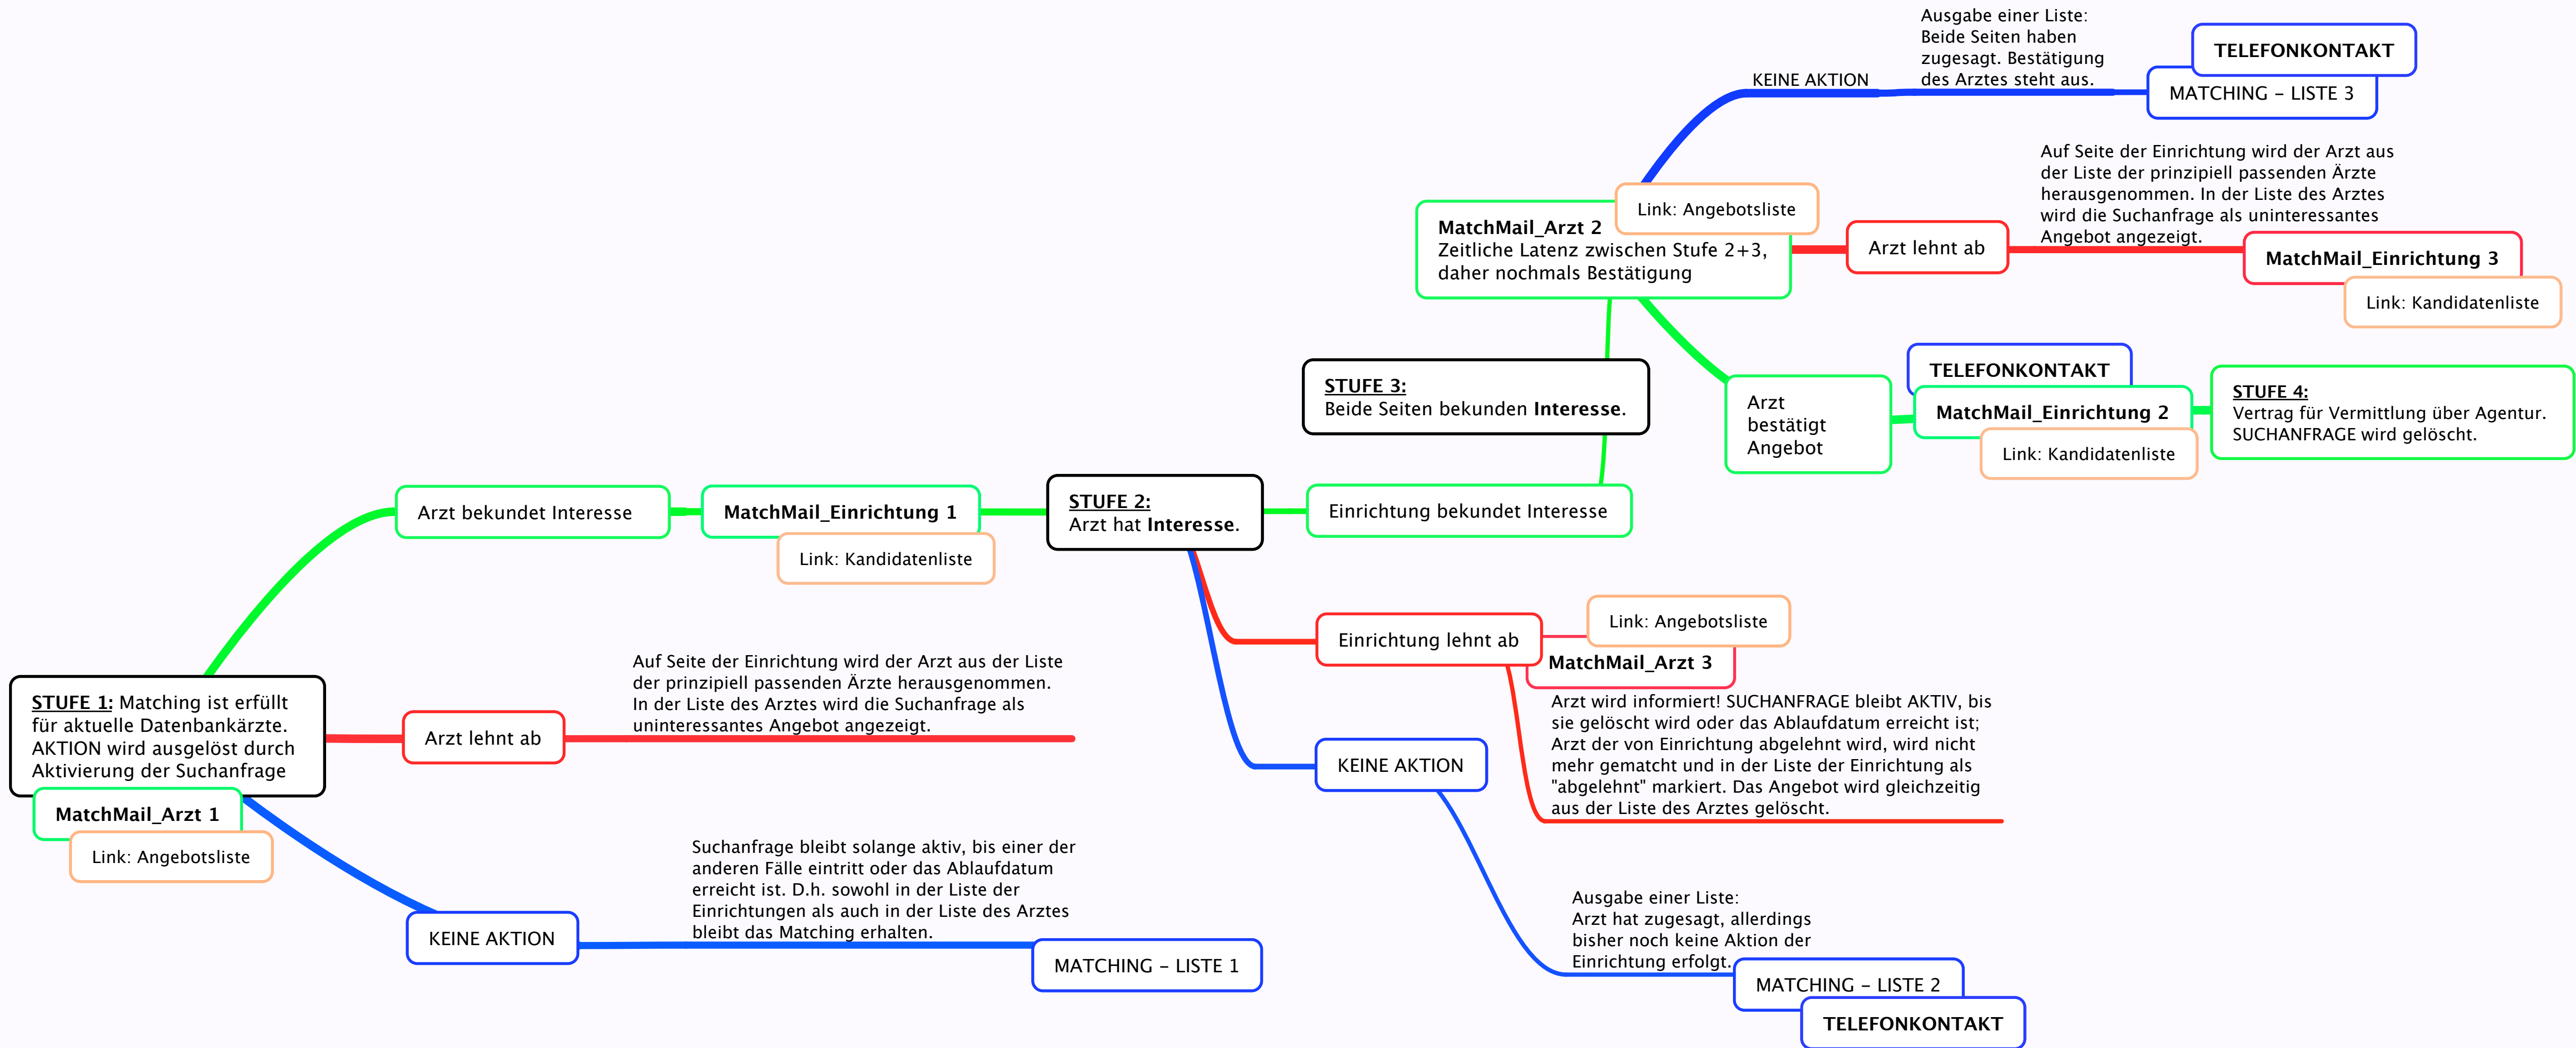 STUFE 1: Matching ist erfüllt
für aktuelle Datenbankärzte.
AKTION wird ausgelöst durch
Aktivierung der Suchanfrage
MatchMail_Arzt 1
Link: Angebotsliste
Arzt bekundet Interesse
MatchMail_Einrichtung 1
Link: Kandidatenliste
Arzt lehnt ab
Auf Seite der Einrichtung wird der Arzt aus der Liste
der prinzipiell passenden Ärzte herausgenommen.
In der Liste des Arztes wird die Suchanfrage als
uninteressantes Angebot angezeigt.
KEINE AKTION
Suchanfrage bleibt solange aktiv, bis einer der
anderen Fälle eintritt oder das Ablaufdatum
erreicht ist. D.h. sowohl in der Liste der
Einrichtungen als auch in der Liste des Arztes
bleibt das Matching erhalten.
MATCHING - LISTE 1
STUFE 2:
Arzt hat Interesse.
Einrichtung bekundet Interesse
Einrichtung lehnt ab
Link: Angebotsliste
MatchMail_Arzt 3
Arzt wird informiert! SUCHANFRAGE bleibt AKTIV, bis
sie gelöscht wird oder das Ablaufdatum erreicht ist;
Arzt der von Einrichtung abgelehnt wird, wird nicht
mehr gematcht und in der Liste der Einrichtung als
"abgelehnt" markiert. Das Angebot wird gleichzeitig
aus der Liste des Arztes gelöscht.
KEINE AKTION
Ausgabe einer Liste:
Arzt hat zugesagt, allerdings
bisher noch keine Aktion der
Einrichtung erfolgt.
MATCHING - LISTE 2
TELEFONKONTAKT
STUFE 3:
Beide Seiten bekunden Interesse.
MatchMail_Arzt 2
Zeitliche Latenz zwischen Stufe 2+3,
daher nochmals Bestätigung
Link: Angebotsliste
KEINE AKTION
Ausgabe einer Liste:
Beide Seiten haben
zugesagt. Bestätigung
des Arztes steht aus.
TELEFONKONTAKT
MATCHING - LISTE 3
Arzt lehnt ab
Auf Seite der Einrichtung wird der Arzt aus
der Liste der prinzipiell passenden Ärzte
herausgenommen. In der Liste des Arztes
wird die Suchanfrage als uninteressantes
Angebot angezeigt.
MatchMail_Einrichtung 3
Link: Kandidatenliste
Arzt
bestätigt
Angebot
TELEFONKONTAKT
MatchMail_Einrichtung 2
Link: Kandidatenliste
STUFE 4:
Vertrag für Vermittlung über Agentur.
SUCHANFRAGE wird gelöscht.